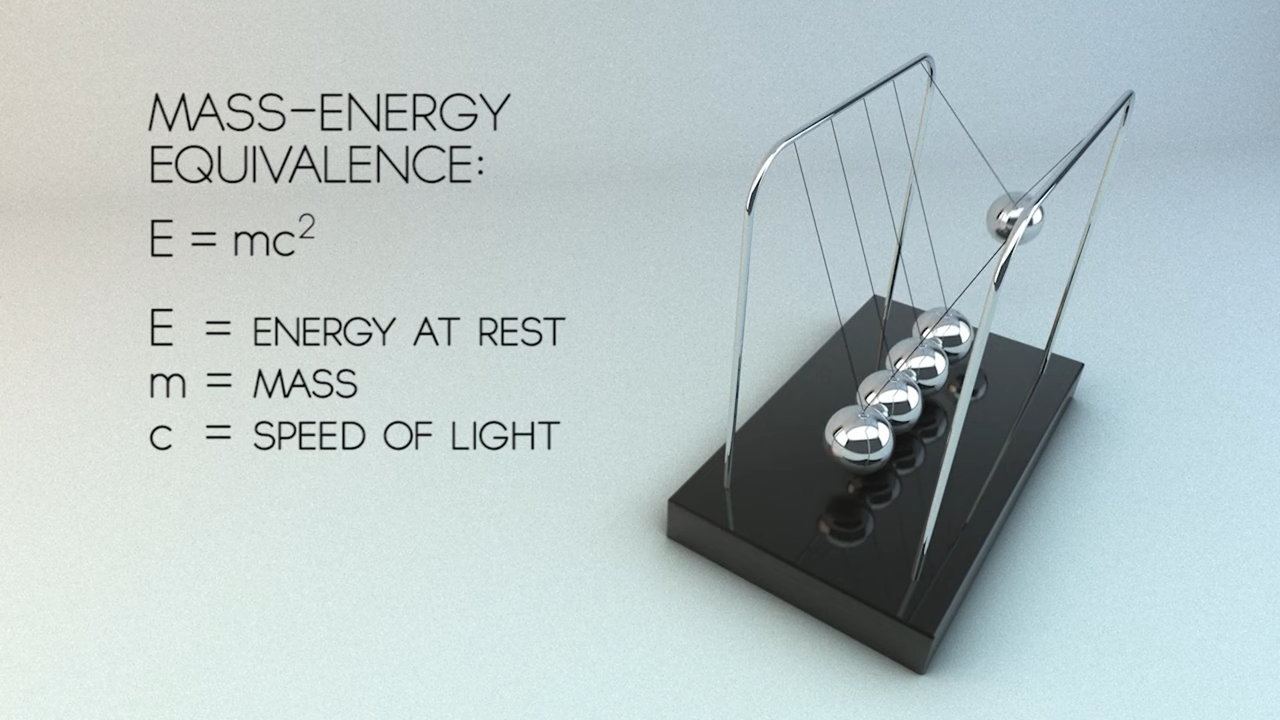 MASS-ENERGY
EQUIVALENCE:
E = mc²
E = ENERGY AT REST
m = MASS
c = SPEED OF LIGHT